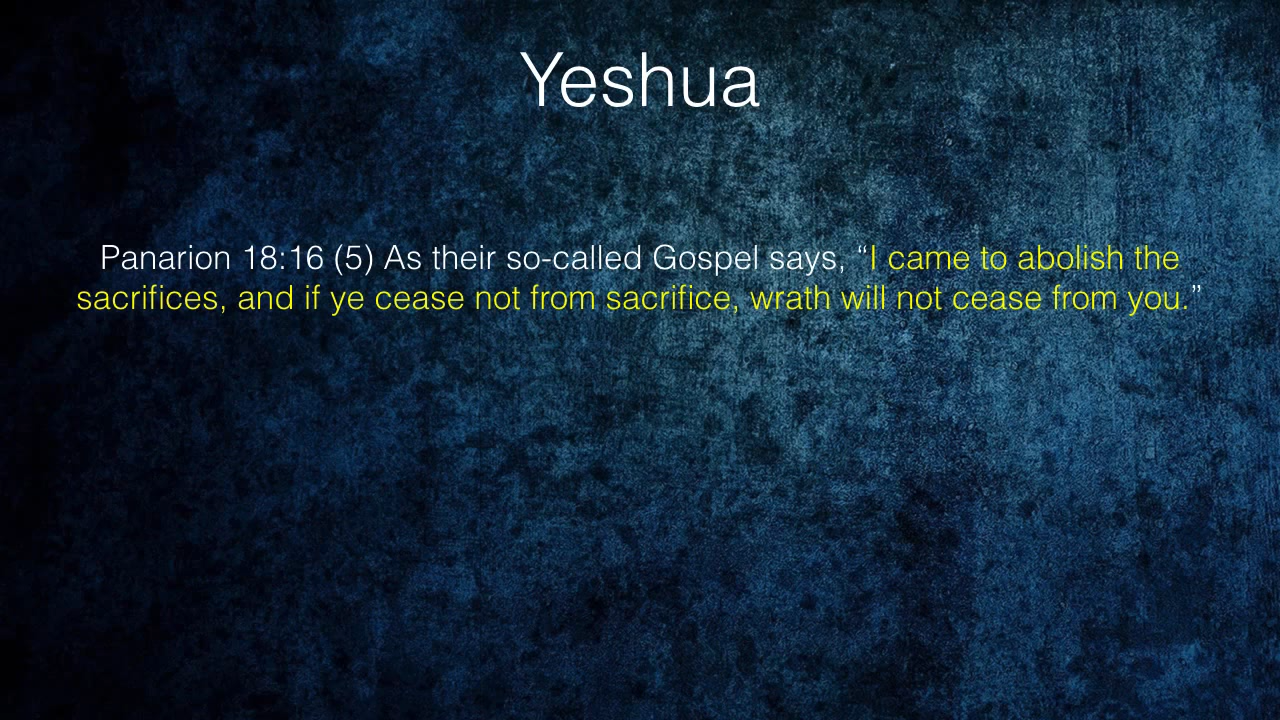 Yeshua
Panarion 18:16 (5) As their so-called Gospel says, “I came to abolish the
sacrifices, and if ye cease not from sacrifice, wrath will not cease from you.”